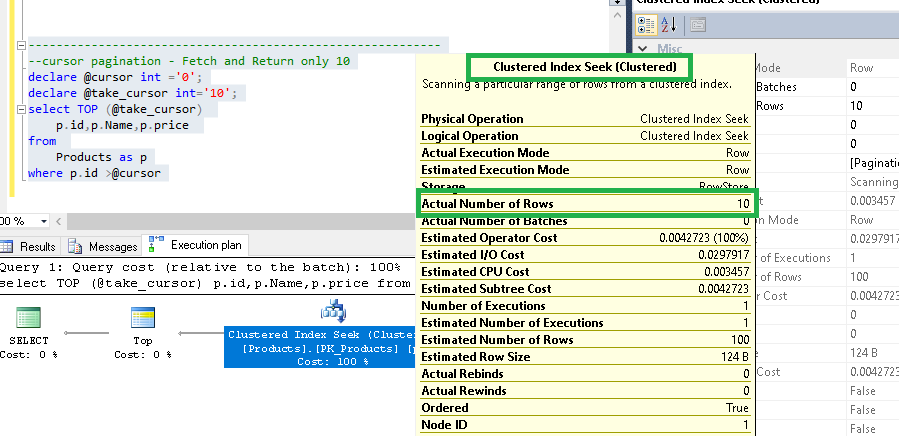 Clustered Index Seek (Clustered)
--cursor pagination - Fetch and Return only 10
declare @cursor int ='0';
declare @take_cursor int='10';
select TOP (@take_cursor)
p.id,p.Name,p.price
from
Products as p
where p.id >@cursor
Results
Messages
Execution plan
Query 1: Query cost (relative to the batch): 100%
select TOP (@take_cursor) p.id,p.Name,p.price from
SELECT
Cost: 0 %
Top
Cost: 0 %
Clustered Index Seek (Cluste
[Products].[PK_Products] [
Cost: 100 %
Clustered Index Seek (Clustered)
Scanning a particular range of rows from a clustered index.
Physical Operation Clustered Index Seek
Logical Operation Clustered Index Seek
Actual Execution Mode Row
Estimated Execution Mode Row
Storage RowStore
Actual Number of Rows 10
Actual Number of Batches 0
Estimated Operator Cost 0.0042723 (100%)
Estimated I/O Cost 0.0297917
Estimated CPU Cost 0.003457
Estimated Subtree Cost 0.0042723
Number of Executions 1
Estimated Number of Executions 1
Estimated Number of Rows 100
Estimated Row Size 124 B
Actual Rebinds 0
Actual Rewinds 0
Ordered True
Node ID 1
Misc
Mode Row
Batches 0
Rows 10
0
0
[Paginatio
Scanning
t 0.003457
on Mode Row
0.0297917
r of Executions 1
r of Rows 100
r Cost 0.0042723
0
0
124 B
Cost 0.0042723
False
False
False